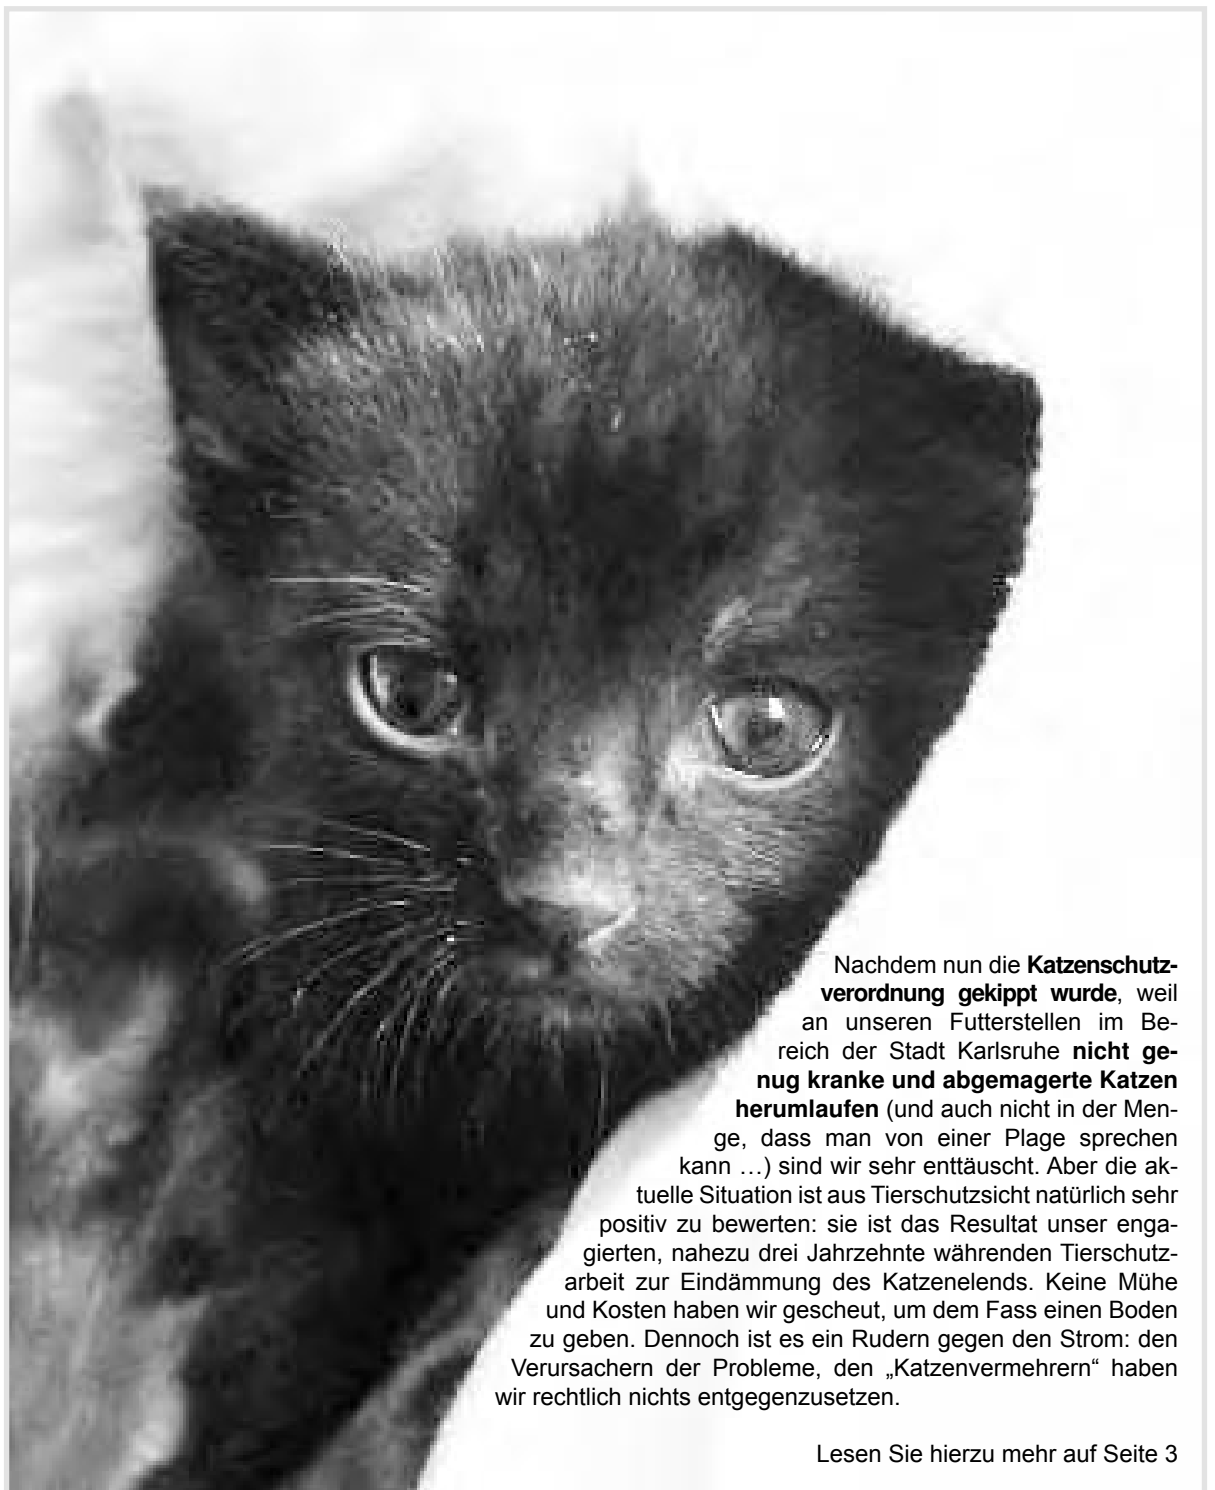 Nachdem nun die Katzenschutz-
verordnung gekippt wurde, weil
an unseren Futterstellen im Be-
reich der Stadt Karlsruhe nicht ge-
nug kranke und abgemagerte Katzen
herumlaufen (und auch nicht in der Men-
ge, dass man von einer Plage sprechen
kann …) sind wir sehr enttäuscht. Aber die ak-
tuelle Situation ist aus Tierschutzsicht natürlich sehr
positiv zu bewerten: sie ist das Resultat unser enga-
gierten, nahezu drei Jahrzehnte währenden Tierschutz-
arbeit zur Eindämmung des Katzenelends. Keine Mühe
und Kosten haben wir gescheut, um dem Fass einen Boden
zu geben. Dennoch ist es ein Rudern gegen den Strom: den
Verursachern der Probleme, den „Katzenvermehrern“ haben
wir rechtlich nichts entgegenzusetzen.
Lesen Sie hierzu mehr auf Seite 3